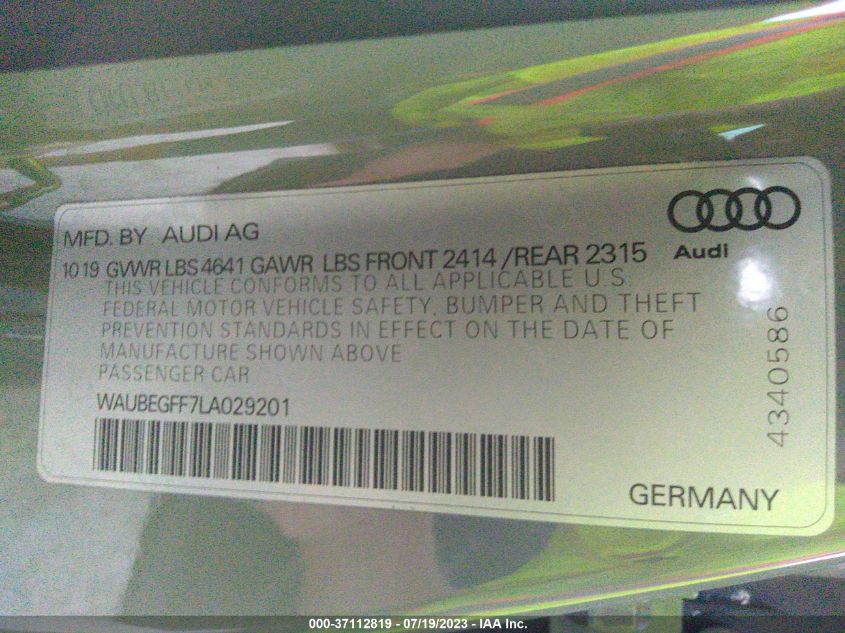 MFD. BY AUDI AG
Audi
10 19 GVWR LBS 4641 GAWR LBS FRONT 2414 /REAR 2315
THIS VEHICLE CONFORMS TO ALL APPLICABLE U.S
FEDERAL MOTOR VEHICLE SAFETY, BUMPER AND THEFT
PREVENTION STANDARDS IN EFFECT ON THE DATE OF
MANUFACTURE SHOWN ABOVE
PASSENGER CAR
WAUBEGFF7LA029201
4340586
GERMANY
000-37112819 - 07/19/2023 - IAA Inc.